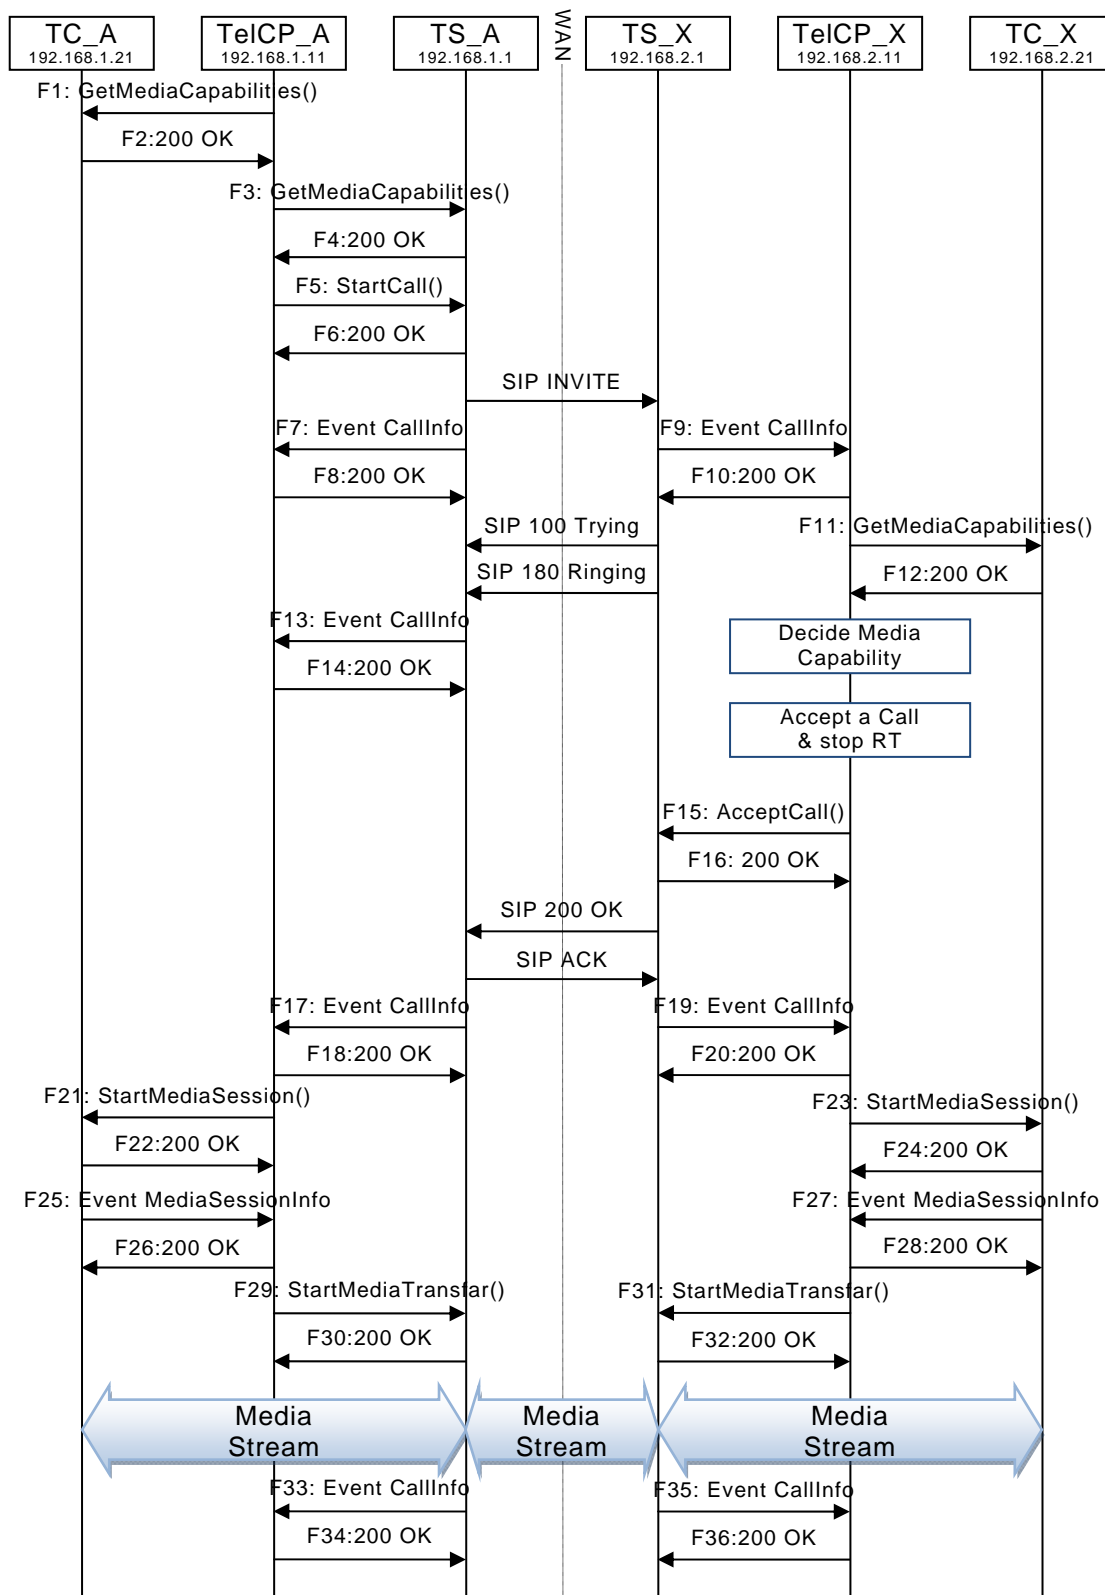 WAN
TC_A
192.168.1.21
TelCP_A
192.168.1.11
TS_A
192.168.1.1
TS_X
192.168.2.1
TelCP_X
192.168.2.11
TC_X
192.168.2.21
F1: GetMediaCapabilities()
F2:200 OK
F3: GetMediaCapabilities()
F4:200 OK
F5: StartCall()
F6:200 OK
SIP INVITE
F7: Event CallInfo
F9: Event CallInfo
F8:200 OK
F10:200 OK
SIP 100 Trying
F11: GetMediaCapabilities()
SIP 180 Ringing
F12:200 OK
F13: Event CallInfo
Decide Media
Capability
F14:200 OK
Accept a Call
& stop RT
F15: AcceptCall()
F16: 200 OK
SIP 200 OK
SIP ACK
F17: Event CallInfo
F19: Event CallInfo
F18:200 OK
F20:200 OK
F21: StartMediaSession()
F23: StartMediaSession()
F22:200 OK
F24:200 OK
F25: Event MediaSessionInfo
F27: Event MediaSessionInfo
F26:200 OK
F28:200 OK
F29: StartMediaTransfar()
F31: StartMediaTransfar()
F30:200 OK
F32:200 OK
Media
Stream
Media
Stream
Media
Stream
F33: Event CallInfo
F35: Event CallInfo
F34:200 OK
F36:200 OK